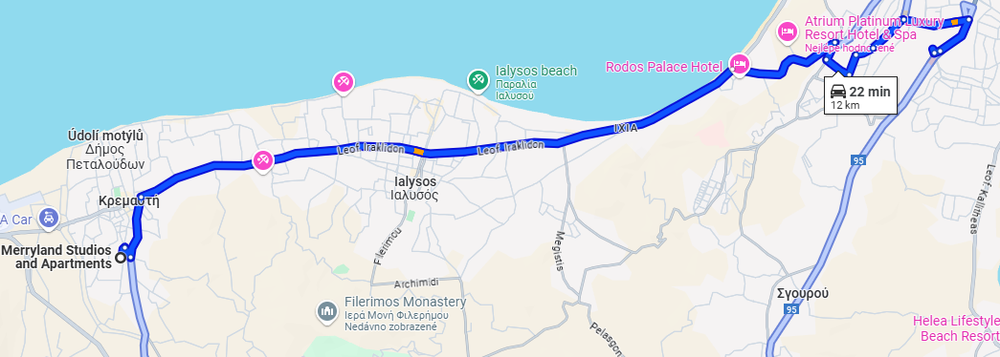 Atrium Platinum Luxury
Resort Hotel & Spa
Nejlépe hodnocené
Rodos Palace Hotel
Ialysos beach
Παραλία
Ιαλυσού
22 min
12 km
IXIA
Údolí motýlů
Δήμος
Πεταλούδων
Leof. Iraklidon
Leof. Iraklidon
95
Ialysos
Ιαλυσός
Κρεμαστή
Leof. Kallitheas
A Car
Merryland Studios
and Apartments
Filerimou
Megistis
Archimidi
Filerimos Monastery
Ιερά Μονή Φιλερήμου
Nedávno zobrazené
Σγουρού
95
Pelasgon
Helea Lifestyle
Beach Resort